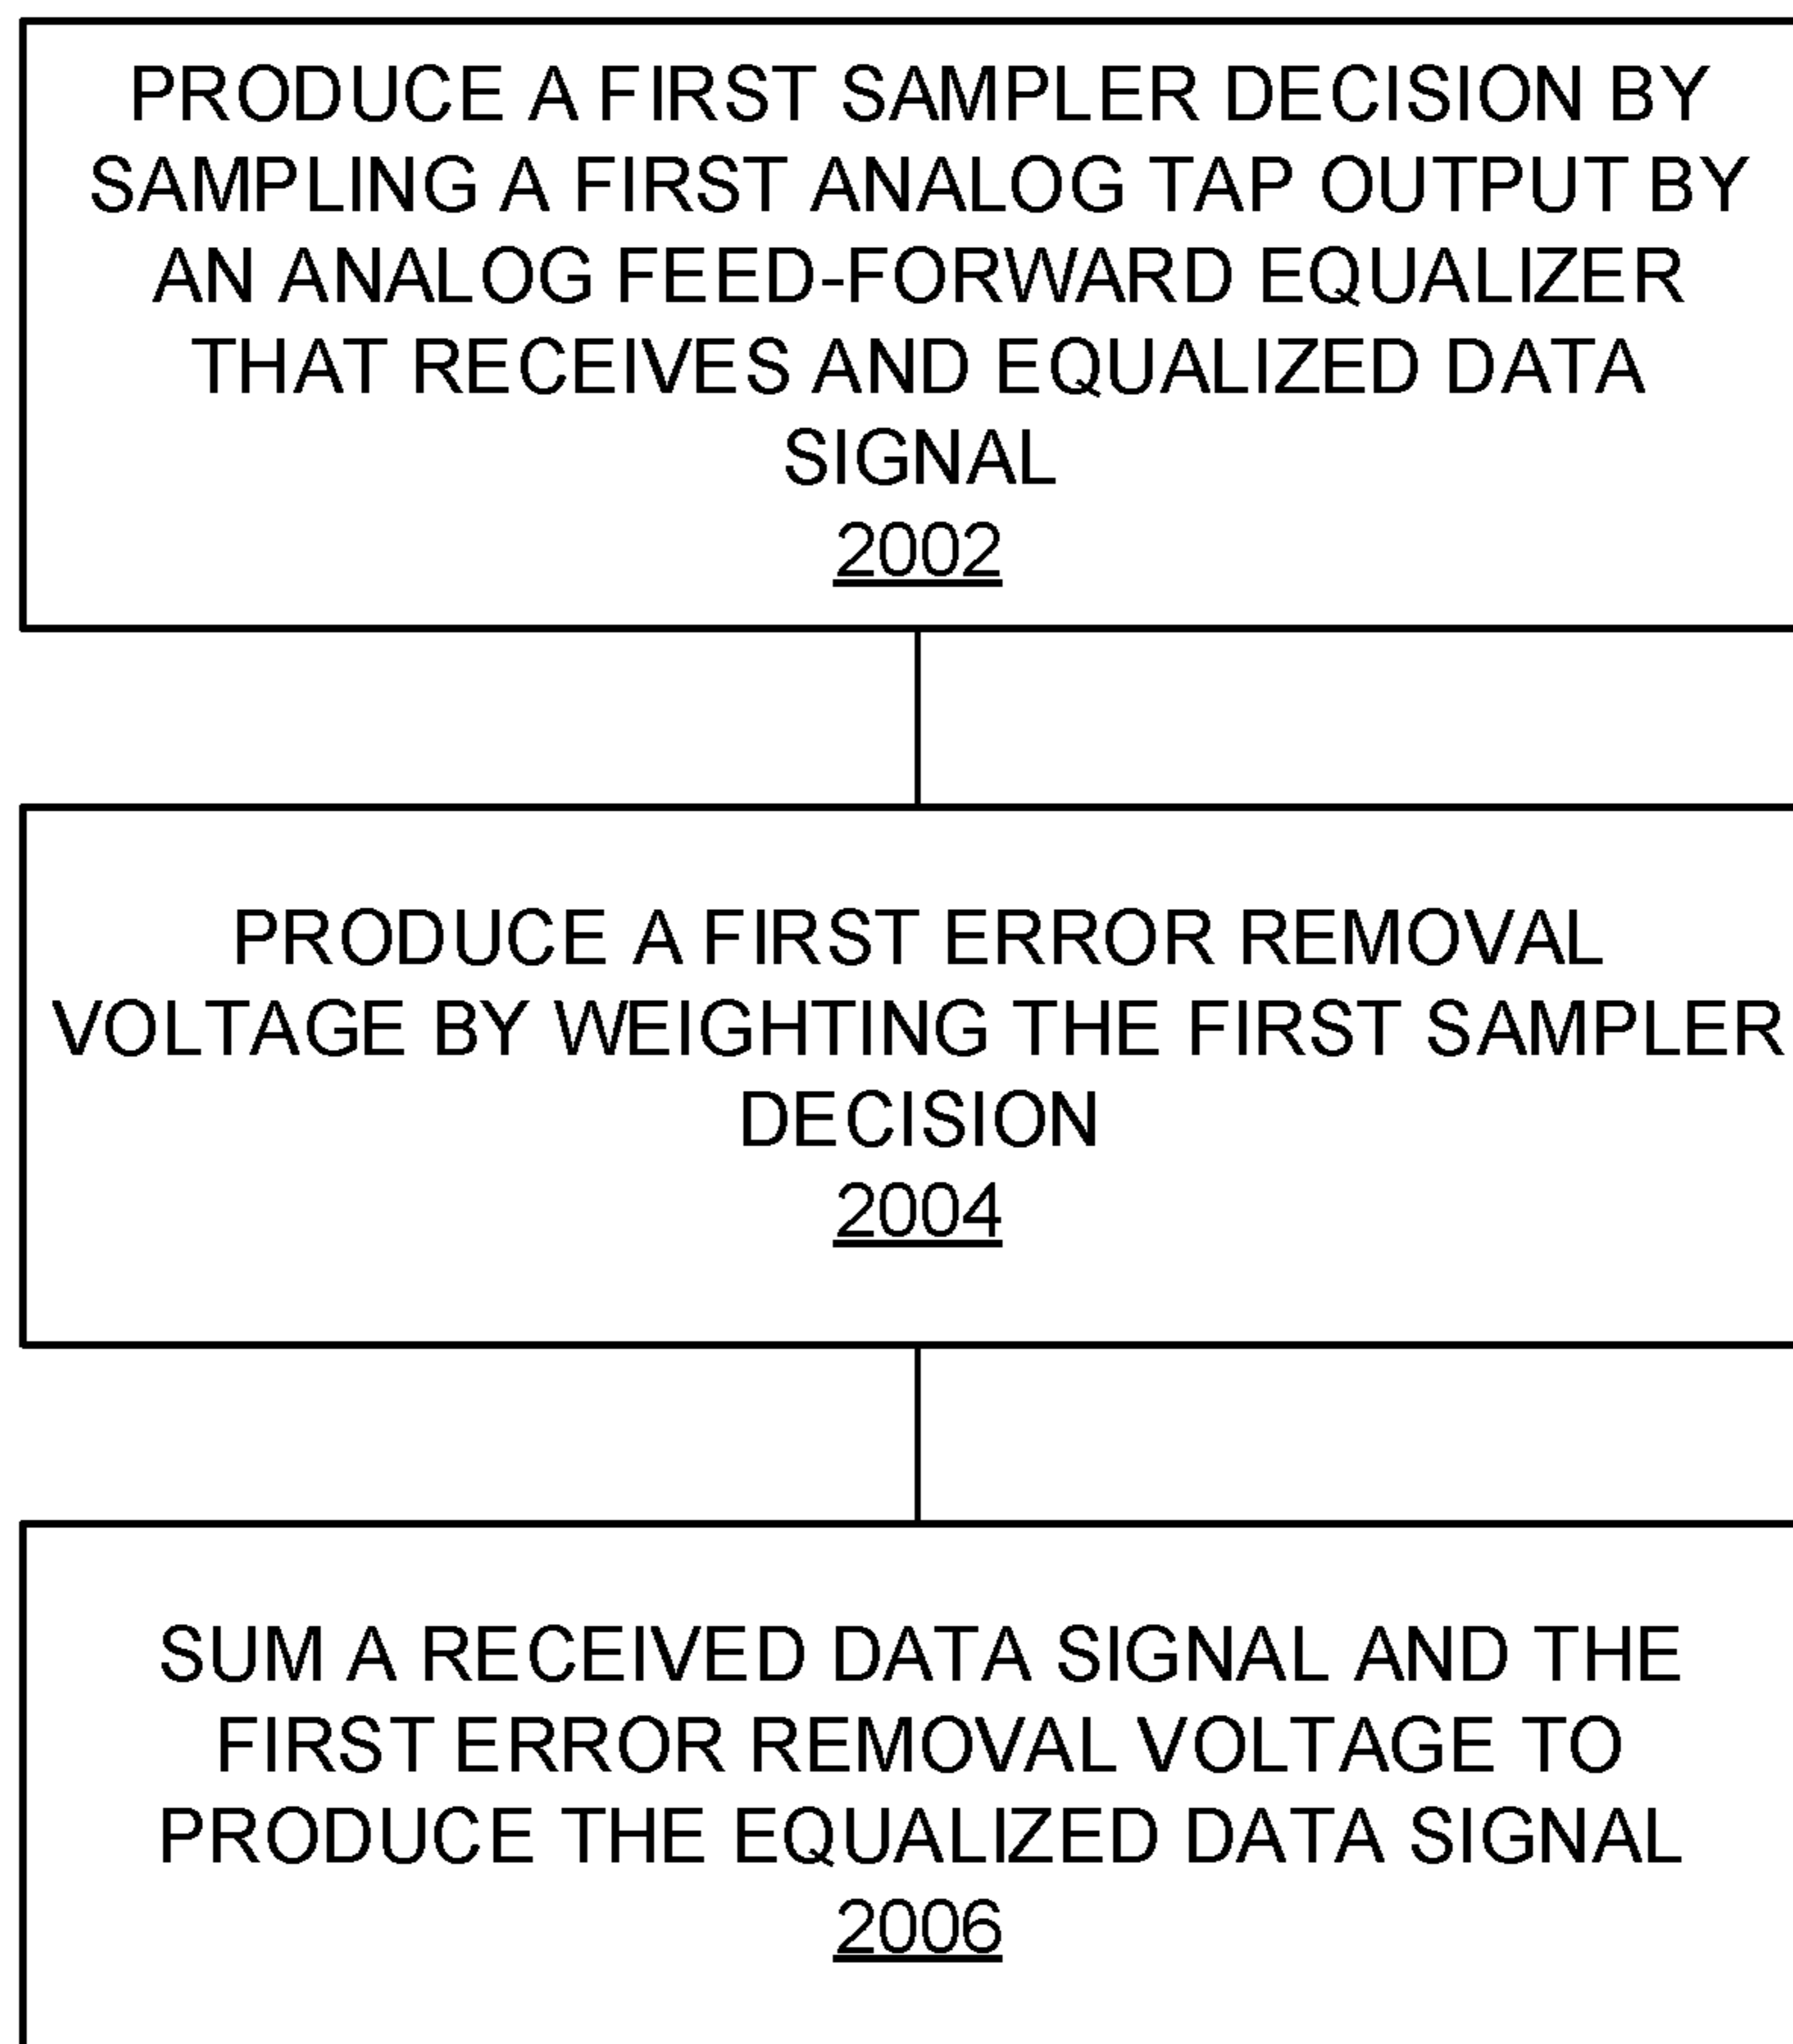 PRODUCE A FIRST SAMPLER DECISION BY
SAMPLING A FIRST ANALOG TAP OUTPUT BY
AN ANALOG FEED-FORWARD EQUALIZER
THAT RECEIVES AND EQUALIZED DATA
SIGNAL
2002
PRODUCE A FIRST ERROR REMOVAL
VOLTAGE BY WEIGHTING THE FIRST SAMPLER
DECISION
2004
SUM A RECEIVED DATA SIGNAL AND THE
FIRST ERROR REMOVAL VOLTAGE TO
PRODUCE THE EQUALIZED DATA SIGNAL
2006